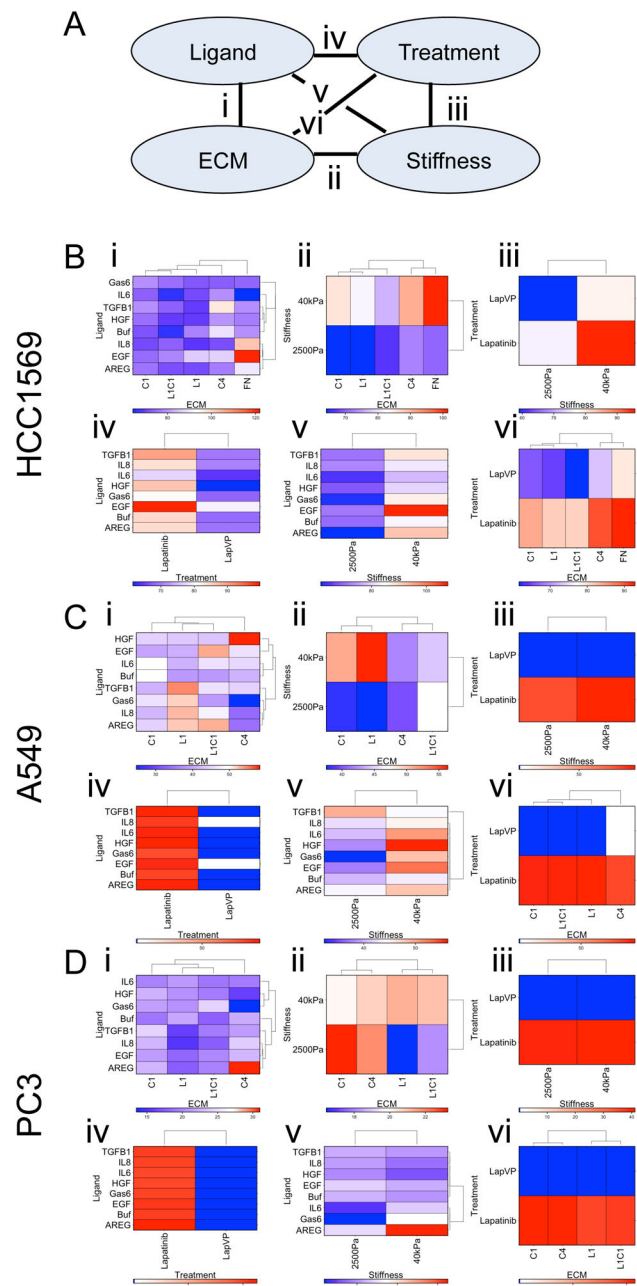 A
Ligand
iv
Treatment
i
v
vi
iii
ECM
ii
Stiffness
HCC1569
B
i
Gas6
IL6
TGFB1
HGF
Buf
IL8
EGF
AREG
Ligand
C1
L1C1
L1
C4
FN
ECM
80
100
120
ii
Stiffness
40kPa
2500Pa
C1
L1
L1C1
C4
FN
ECM
70
80
90
100
iii
Treatment
LapVP
Lapatinib
2500Pa
40kPa
Stiffness
60
70
80
90
iv
Ligand
TGFB1
IL8
IL6
HGF
Gas6
EGF
Buf
AREG
Lapatinib
LapVP
Treatment
70
80
90
v
Ligand
TGFB1
IL8
IL6
HGF
Gas6
EGF
Buf
AREG
2500Pa
40kPa
Stiffness
80
100
vi
Treatment
LapVP
Lapatinib
C1
L1
L1C1
C4
FN
ECM
70
80
90
A549
C
i
Ligand
HGF
EGF
IL6
Buf
TGFB1
Gas6
IL8
AREG
C1
L1
L1C1
C4
ECM
30
40
50
ii
Stiffness
40kPa
2500Pa
C1
L1
C4
L1C1
ECM
40
45
50
55
iii
Treatment
LapVP
Lapatinib
2500Pa
40kPa
Stiffness
50
iv
Ligand
TGFB1
IL8
IL6
HGF
Gas6
EGF
Buf
AREG
Lapatinib
LapVP
Treatment
50
v
Ligand
TGFB1
IL8
IL6
HGF
Gas6
EGF
Buf
AREG
2500Pa
40kPa
Stiffness
40
50
vi
Treatment
LapVP
Lapatinib
C1
L1C1
L1
C4
ECM
50
PC3
D
i
Ligand
IL6
HGF
Gas6
Buf
TGFB1
IL8
EGF
AREG
C1
L1
L1C1
C4
ECM
15
20
25
30
ii
Stiffness
40kPa
2500Pa
C1
C4
L1
L1C1
ECM
18
20
22
iii
Treatment
LapVP
Lapatinib
2500Pa
40kPa
Stiffness
10
20
30
40
iv
Ligand
TGFB1
IL8
IL6
HGF
Gas6
EGF
Buf
AREG
Lapatinib
LapVP
Treatment
v
Ligand
TGFB1
IL8
HGF
EGF
Buf
IL6
Gas6
AREG
2500Pa
40kPa
Stiffness
vi
Treatment
LapVP
Lapatinib
C1
C4
L1
L1C1
ECM